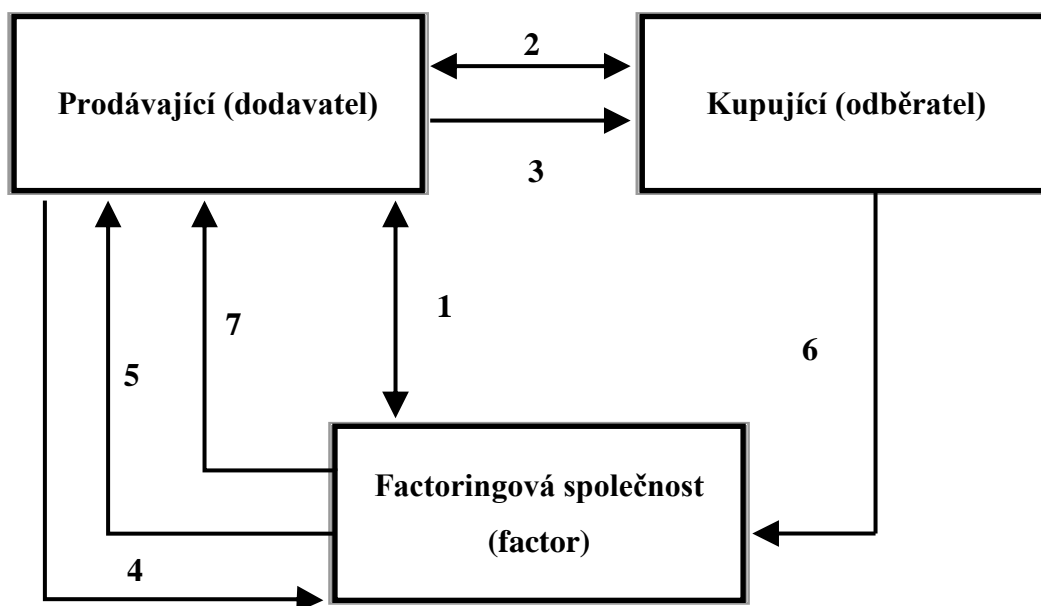 2
Prodávající (dodavatel)
Kupující (odběratel)
3
1
7
6
5
Factoringová společnost
(factor)
4